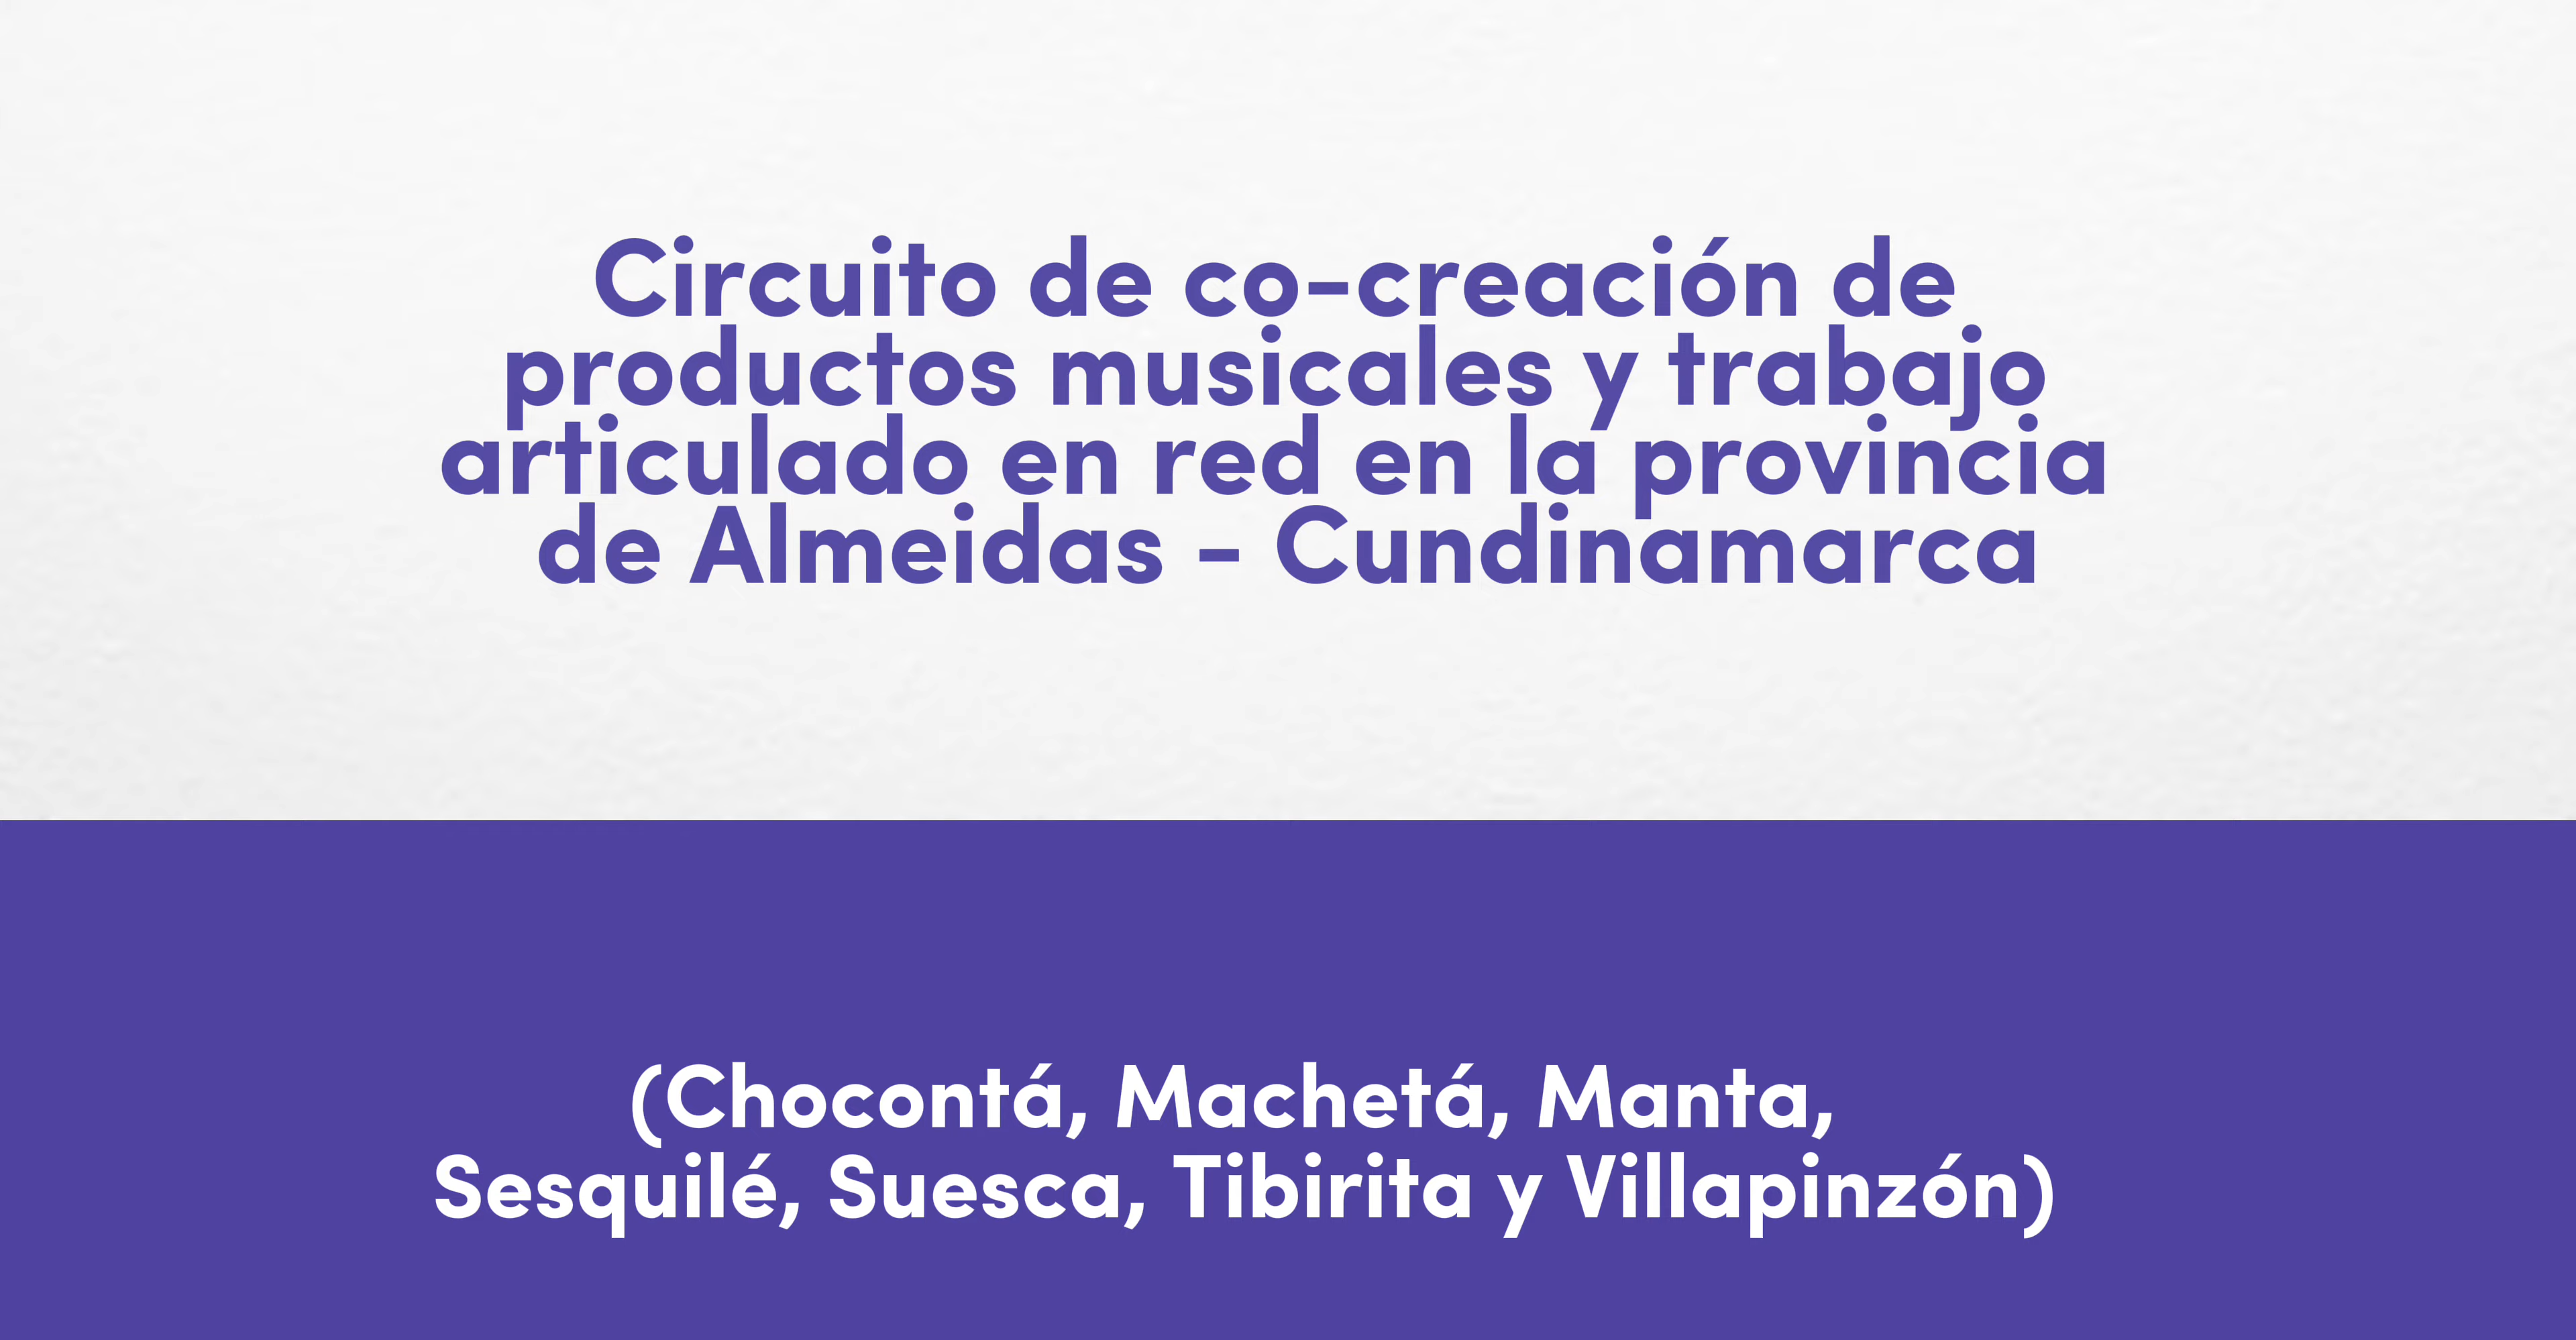 Circuito de co-creación de
productos musicales y trabajo
articulado en red en la provincia
de Almeidas - Cundinamarca
(Chocontá, Machetá, Manta,
Sesquilé, Suesca, Tibirita y Villapinzón)